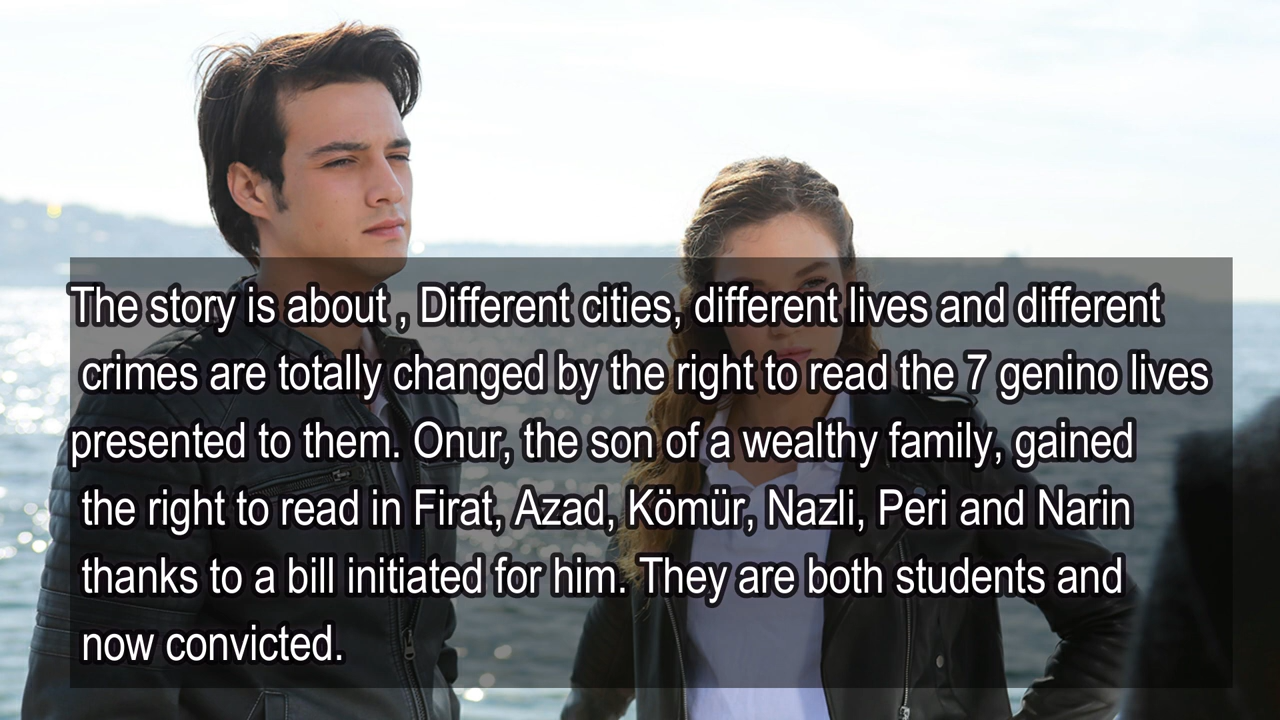 The story is about , Different cities, different lives and different
crimes are totally changed by the right to read the 7 genino lives
presented to them. Onur, the son of a wealthy family, gained
the right to read in Firat, Azad, Kömür, Nazli, Peri and Narin
thanks to a bill initiated for him. They are both students and
now convicted.